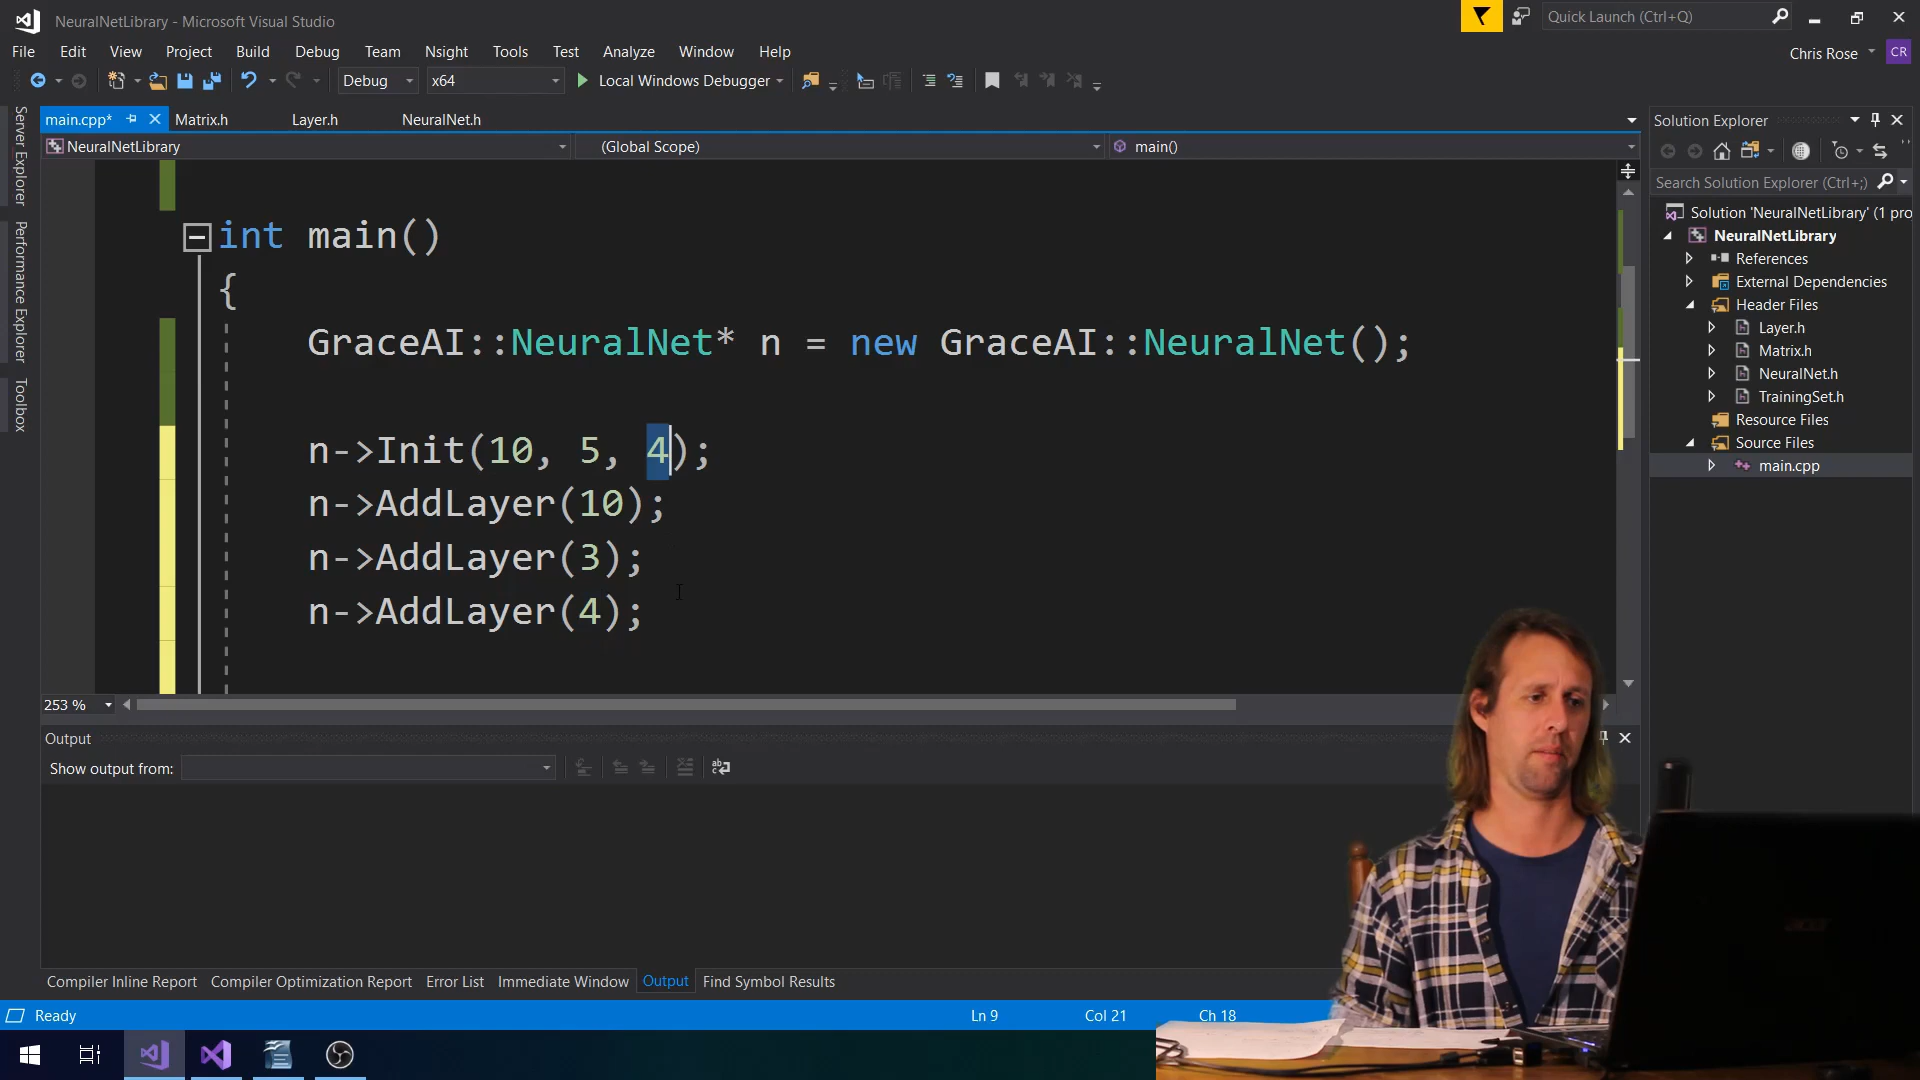 NeuralNetLibrary - Microsoft Visual Studio
Quick Launch (Ctrl+Q)
File Edit View Project Build Debug Team Nsight Tools Test Analyze Window Help
Chris Rose CR
Debug x64 Local Windows Debugger
main.cpp* Matrix.h Layer.h NeuralNet.h
NeuralNetLibrary (Global Scope) main()
Server Explorer
Performance Explorer
Toolbox
int main()
{
GraceAI::NeuralNet* n = new GraceAI::NeuralNet();
n->Init(10, 5, 4);
n->AddLayer(10);
n->AddLayer(3);
n->AddLayer(4);
253 %
Solution Explorer
Search Solution Explorer (Ctrl+;)
Solution 'NeuralNetLibrary' (1 pro
NeuralNetLibrary
References
External Dependencies
Header Files
Layer.h
Matrix.h
NeuralNet.h
TrainingSet.h
Resource Files
Source Files
main.cpp
Output
Show output from:
Compiler Inline Report Compiler Optimization Report Error List Immediate Window Output Find Symbol Results
Ready Ln 9 Col 21 Ch 18